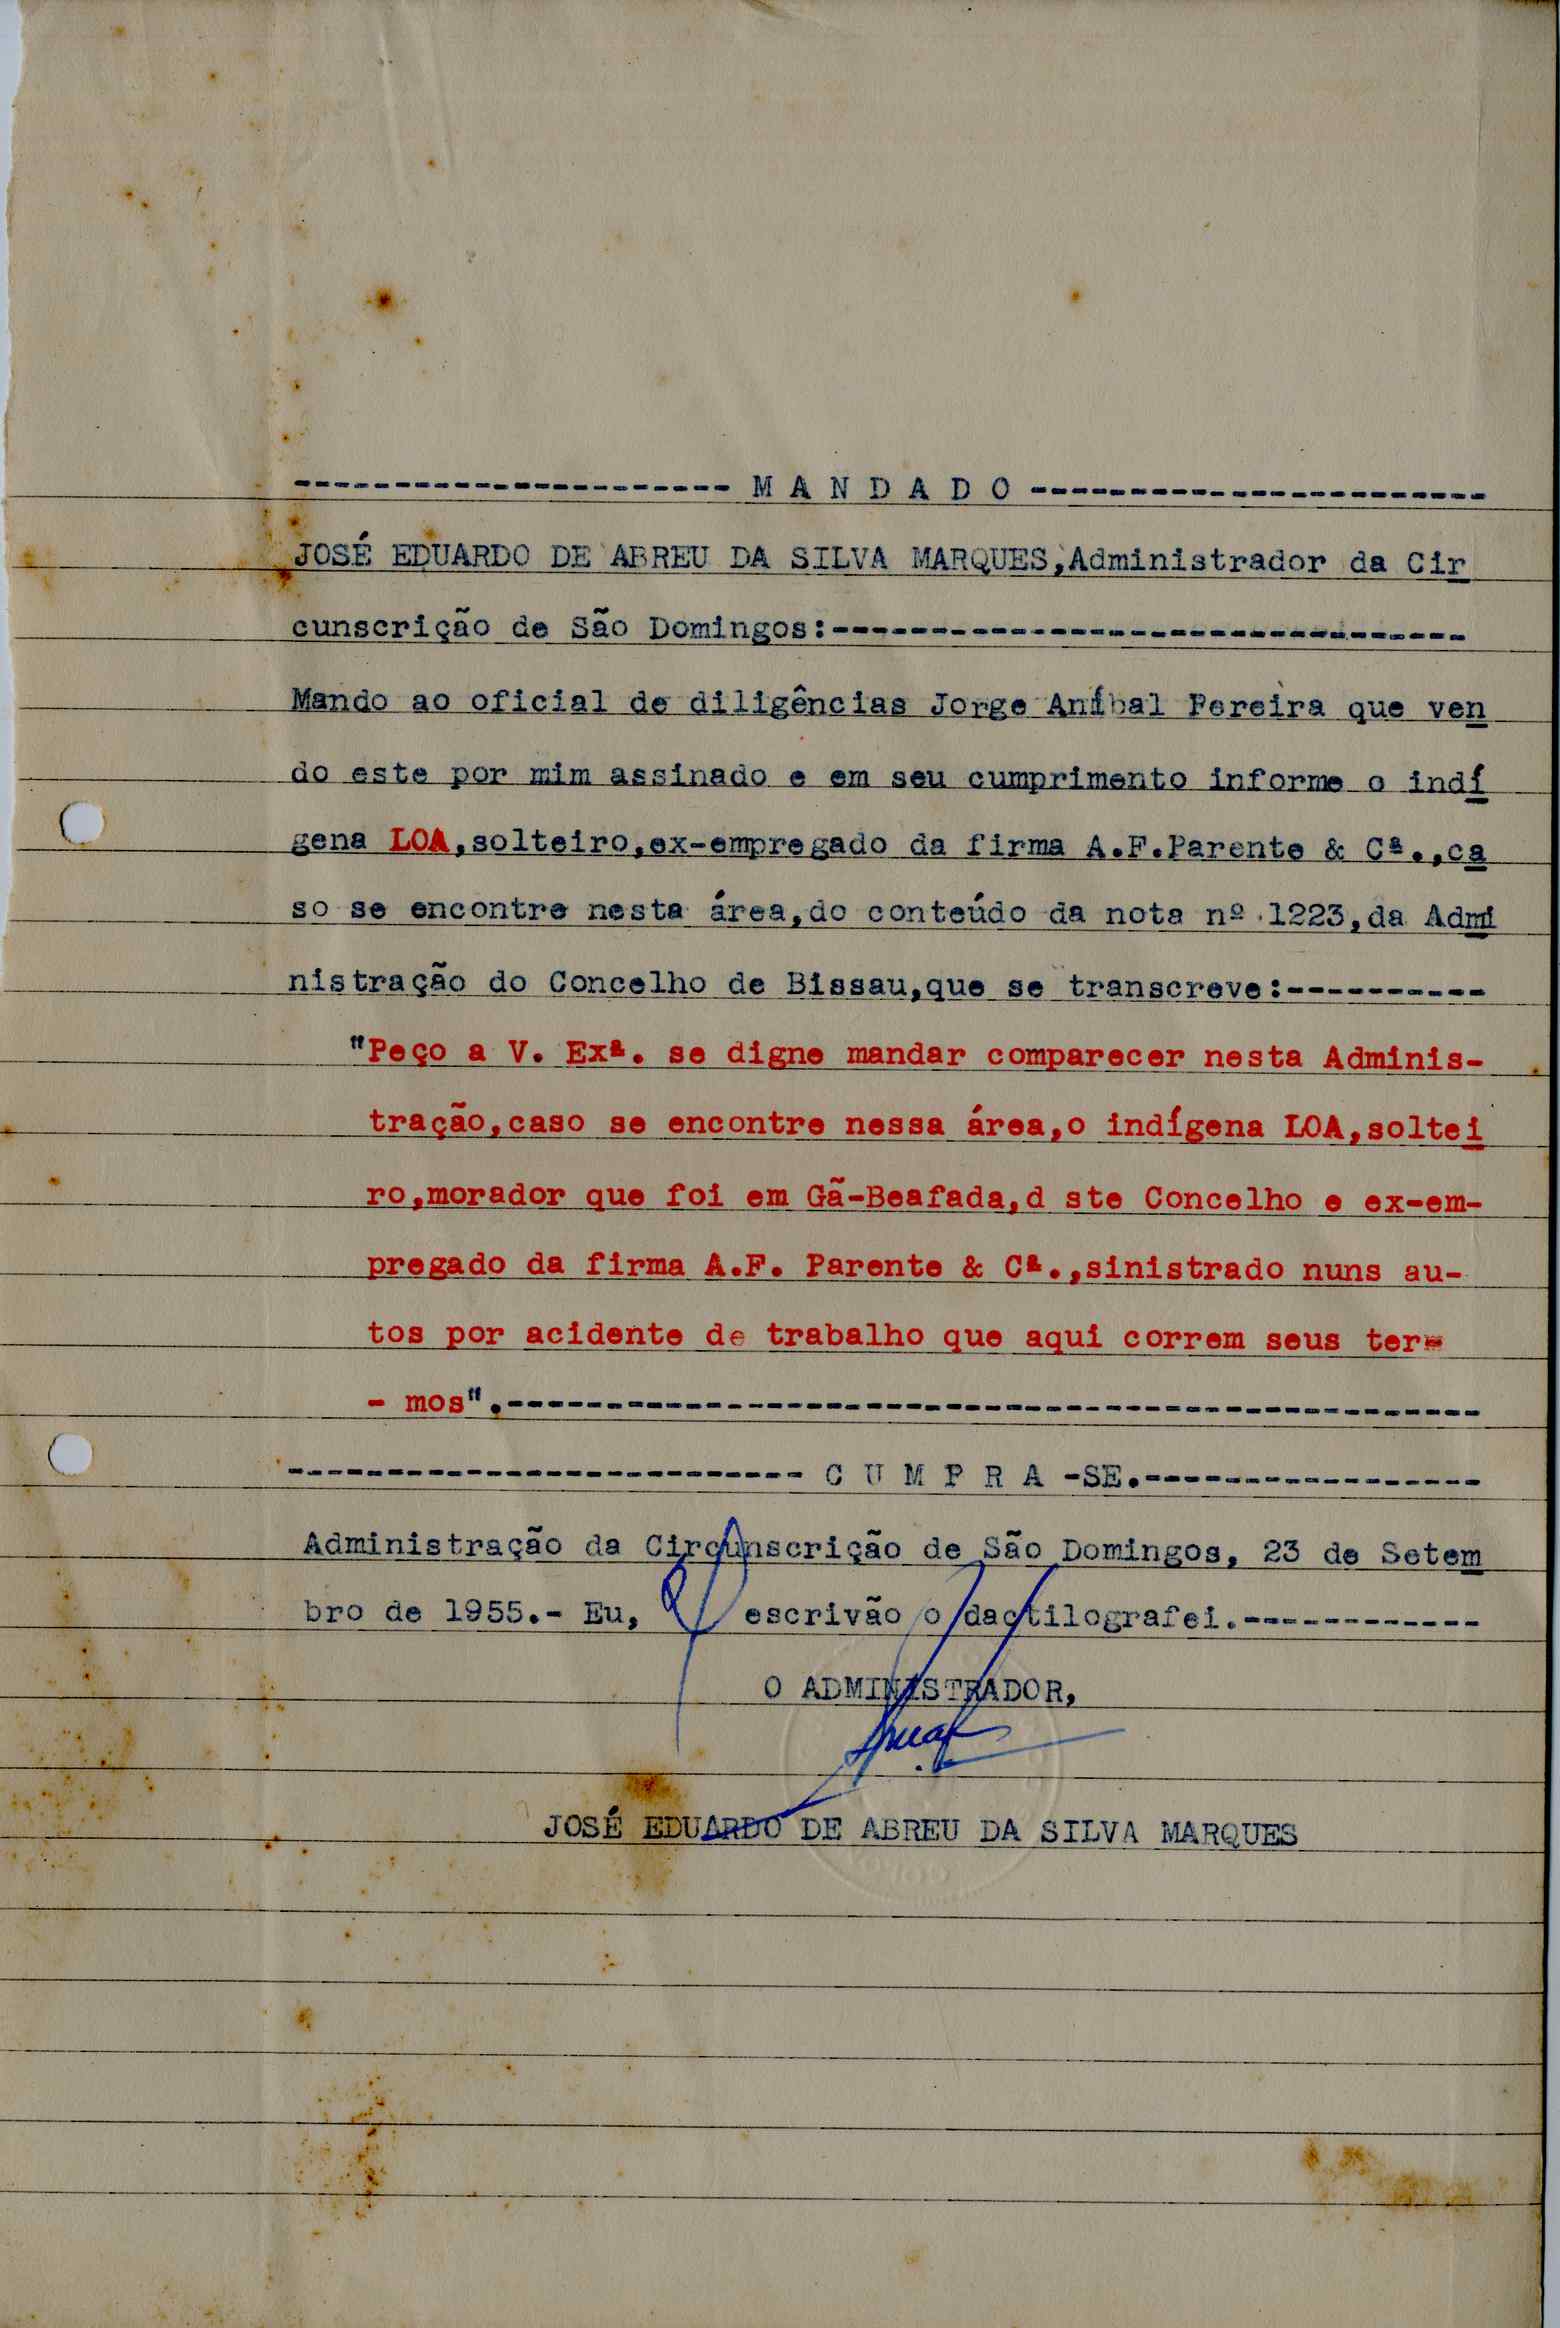 ---------------------- M A N D A D O -----------------------
JOSÉ EDUARDO DE ABREU DA SILVA MARQUES,Administrador da Cir
cunscrição de São Domingos:--------------------------------
Mando ao oficial de diligências Jorge Aníbal Pereira que ven
do este por mim assinado e em seu cumprimento informe o indí
gena LOA,solteiro,ex-empregado da firma A.F.Parente & Cª.,ca
so se encontre nesta área,do conteúdo da nota nº 1223,da Admi
nistração do Concelho de Bissau,que se transcreve:----------
"Peço a V. Exª. se digne mandar comparecer nesta Adminis-
tração,caso se encontre nessa área,o indígena LOA,soltei
ro,morador que foi em Gã-Beafada,d ste Concelho e ex-em-
pregado da firma A.F. Parente & Cª.,sinistrado nuns au-
tos por acidente de trabalho que aqui correm seus ter-
- mos".-------------------------------------------------
-------------------------- C U M P R A -SE.-----------------
Administração da Circunscrição de São Domingos, 23 de Setem
bro de 1955.- Eu, escrivão o dactilografei.------------
O ADMINISTRADOR,
JOSÉ EDUARDO DE ABREU DA SILVA MARQUES